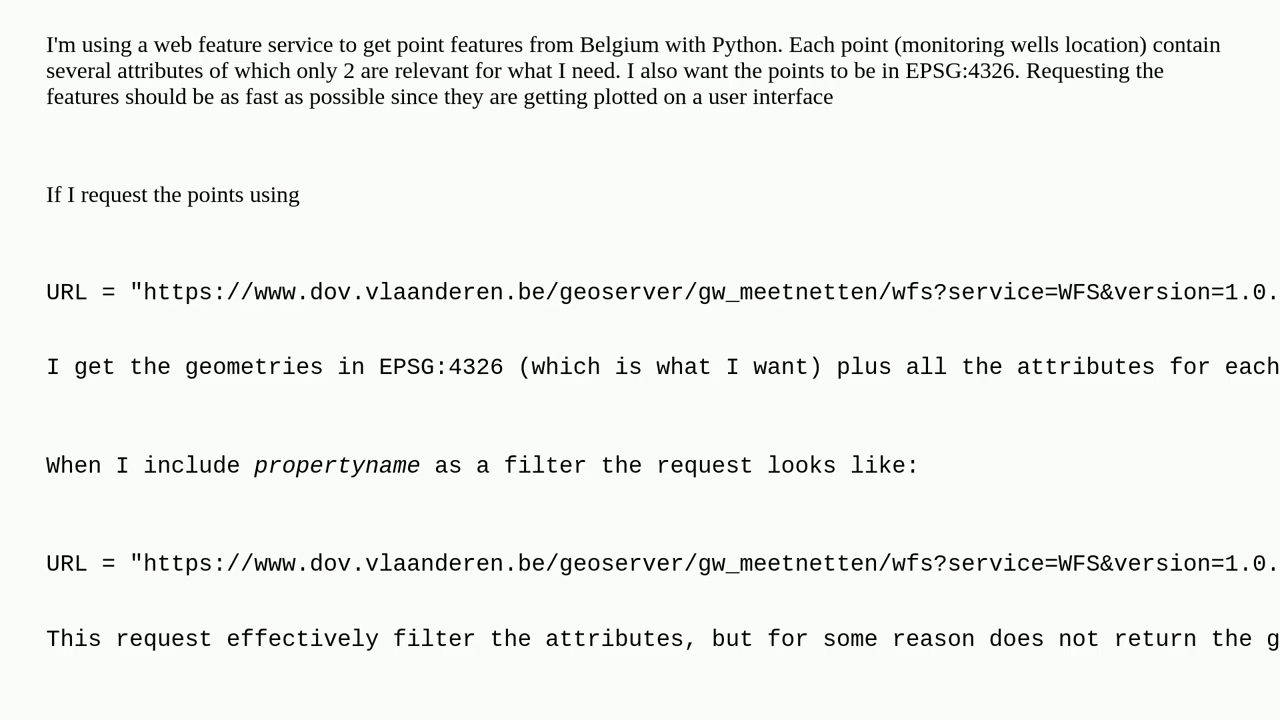 I'm using a web feature service to get point features from Belgium with Python. Each point (monitoring wells location) contain
several attributes of which only 2 are relevant for what I need. I also want the points to be in EPSG:4326. Requesting the
features should be as fast as possible since they are getting plotted on a user interface
If I request the points using
URL = "https://www.dov.vlaanderen.be/geoserver/gw_meetnetten/wfs?service=WFS&version=1.0.
I get the geometries in EPSG:4326 (which is what I want) plus all the attributes for each
When I include propertyname as a filter the request looks like:
URL = "https://www.dov.vlaanderen.be/geoserver/gw_meetnetten/wfs?service=WFS&version=1.0.
This request effectively filter the attributes, but for some reason does not return the g